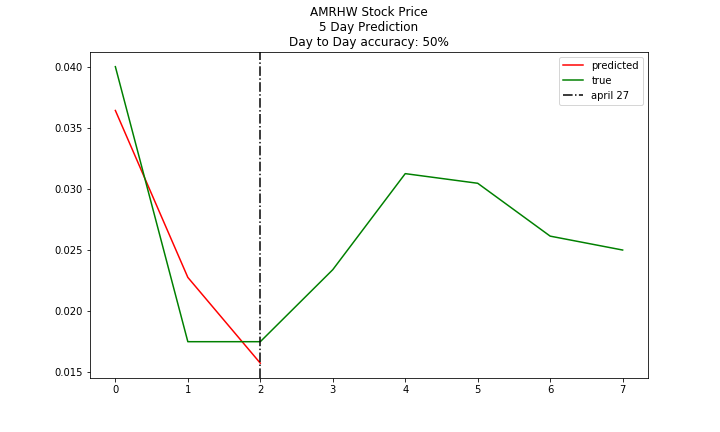 AMRHW Stock Price
5 Day Prediction
Day to Day accuracy: 50%
predicted
true
april 27
0.040
0.035
0.030
0.025
0.020
0.015
0 1 2 3 4 5 6 7